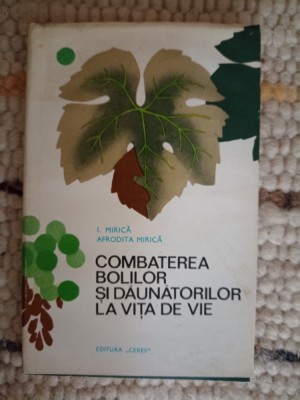 I. MIRICĂ
AFRODITA MIRICĂ
COMBATEREA
BOLILOR
ȘI DĂUNĂTORILOR
LA VIȚA DE VIE
EDITURA „CERES"